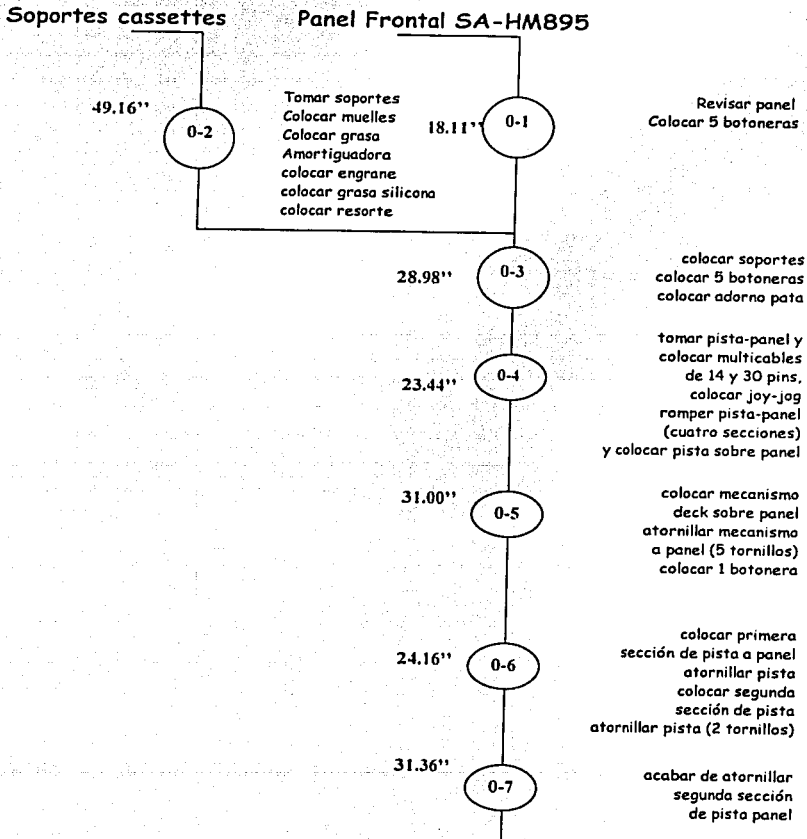 Soportes cassettes
Panel Frontal SA-HM895
49.16''
0-2
Tomar soportes
Colocar muelles
Colocar grasa
Amortiguadora
colocar engrane
colocar grasa silicona
colocar resorte
18.11''
0-1
Revisar panel
Colocar 5 botoneras
28.98''
0-3
colocar soportes
colocar 5 botoneras
colocar adorno pata
23.44''
0-4
tomar pista-panel y
colocar multicables
de 14 y 30 pins,
colocar joy-jog
romper pista-panel
(cuatro secciones)
y colocar pista sobre panel
31.00''
0-5
colocar mecanismo
deck sobre panel
atornillar mecanismo
a panel (5 tornillos)
colocar 1 botonera
24.16''
0-6
colocar primera
sección de pista a panel
atornillar pista
colocar segunda
sección de pista
atornillar pista (2 tornillos)
31.36''
0-7
acabar de atornillar
segunda sección
de pista panel